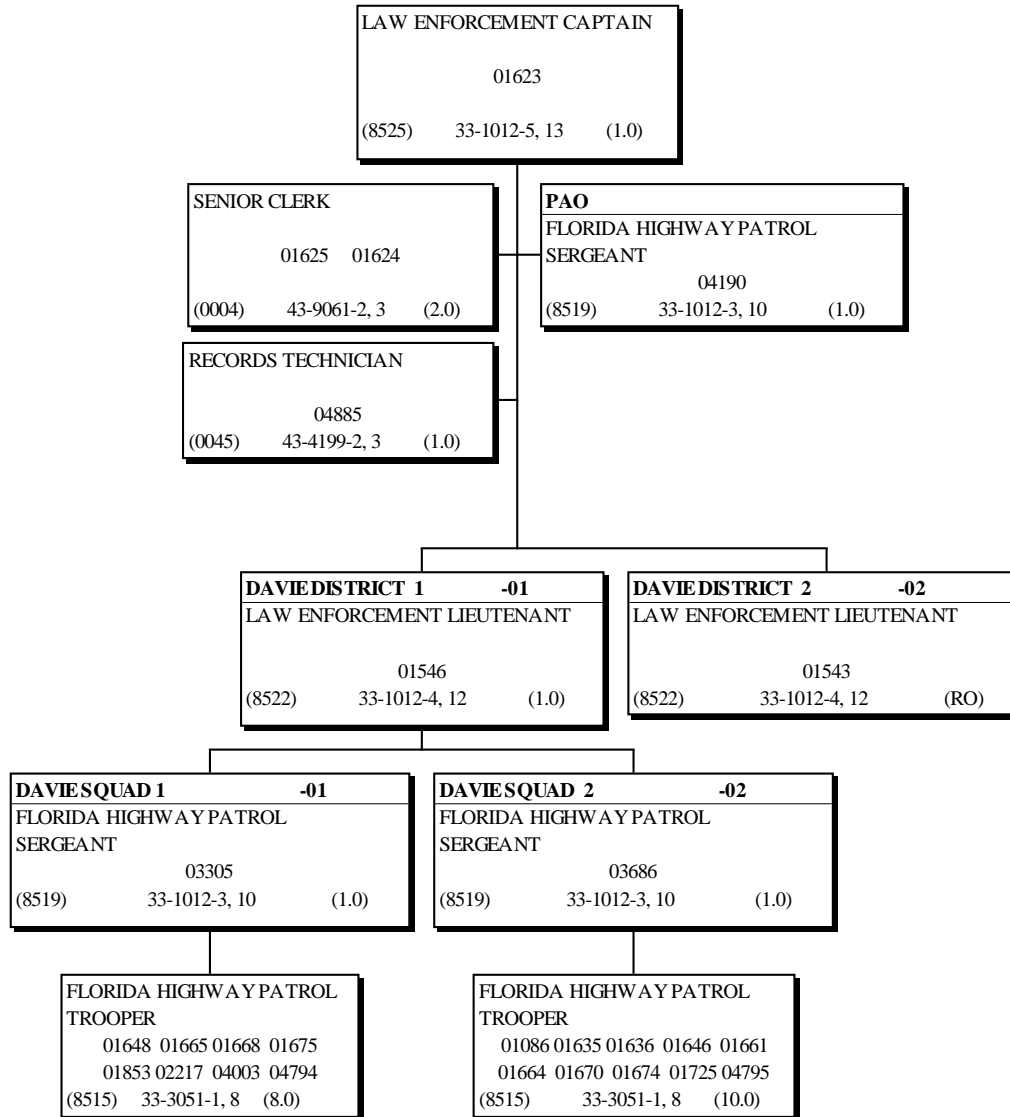 LAW ENFORCEMENT CAPTAIN
01623
(8525) 33-1012-5, 13 (1.0)
SENIOR CLERK
01625 01624
(0004) 43-9061-2, 3 (2.0)
PAO
FLORIDA HIGHWAY PATROL
SERGEANT
04190
(8519) 33-1012-3, 10 (1.0)
RECORDS TECHNICIAN
04885
(0045) 43-4199-2, 3 (1.0)
DAVIE DISTRICT 1 -01
LAW ENFORCEMENT LIEUTENANT
01546
(8522) 33-1012-4, 12 (1.0)
DAVIE DISTRICT 2 -02
LAW ENFORCEMENT LIEUTENANT
01543
(8522) 33-1012-4, 12 (RO)
DAVIE SQUAD 1 -01
FLORIDA HIGHWAY PATROL
SERGEANT
03305
(8519) 33-1012-3, 10 (1.0)
DAVIE SQUAD 2 -02
FLORIDA HIGHWAY PATROL
SERGEANT
03686
(8519) 33-1012-3, 10 (1.0)
FLORIDA HIGHWAY PATROL
TROOPER
01648 01665 01668 01675
01853 02217 04003 04794
(8515) 33-3051-1, 8 (8.0)
FLORIDA HIGHWAY PATROL
TROOPER
01086 01635 01636 01646 01661
01664 01670 01674 01725 04795
(8515) 33-3051-1, 8 (10.0)